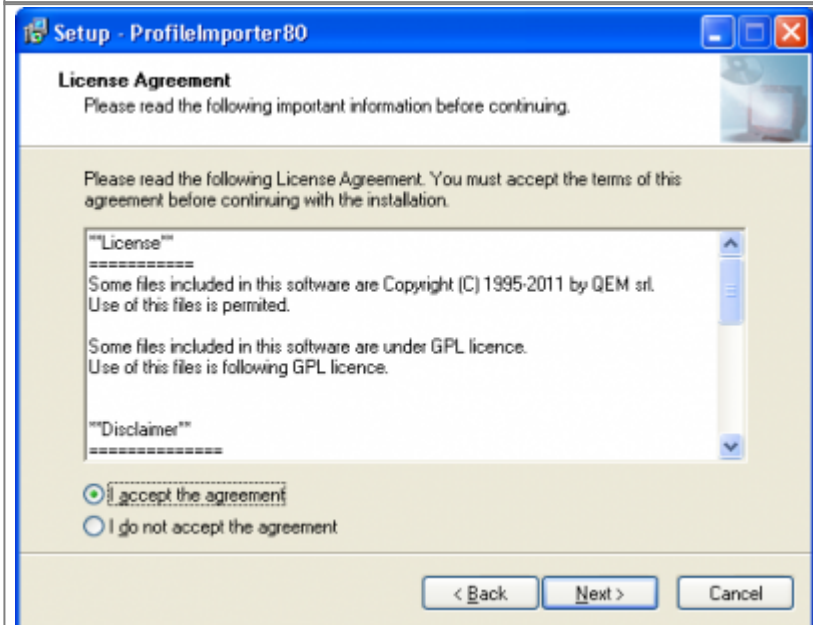 Setup - ProfileImporter80
License Agreement
Please read the following important information before continuing.
Please read the following License Agreement. You must accept the terms of this
agreement before continuing with the installation.
""License""
===========
Some files included in this software are Copyright (C) 1995-2011 by QEM srl.
Use of this files is permited.
Some files included in this software are under GPL licence.
Use of this files is following GPL licence.
""Disclaimer""
==============
I accept the agreement
I do not accept the agreement
< Back
Next >
Cancel